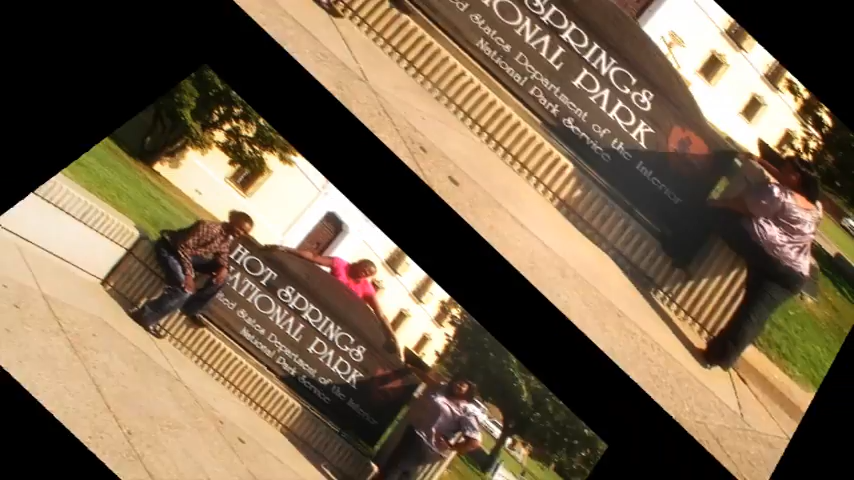 SPRINGS
NATIONAL PARK
States Department of the Interior
National Park Service
HOT SPRINGS
NATIONAL PARK
United States Department of the Interior
National Park Service